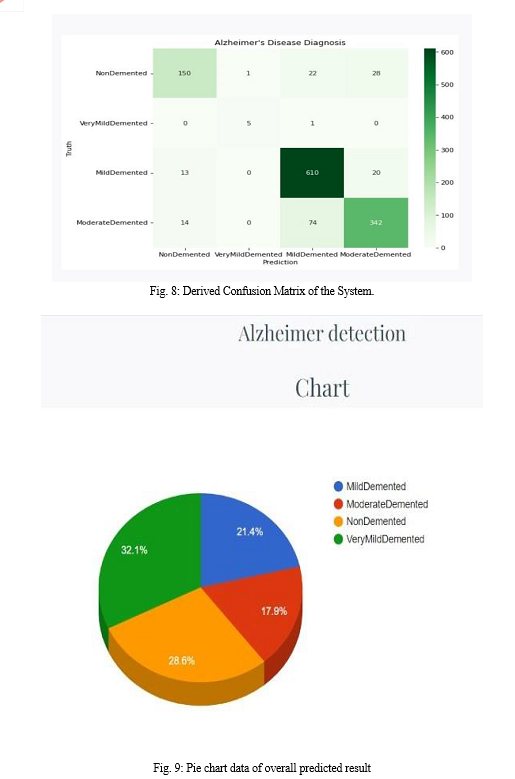 Alzheimer's Disease Diagnosis
NonDemented
150 1 22 28
VeryMildDemented
0 5 1 0
MildDemented
13 0 610 20
ModerateDemented
14 0 74 342
Truth
NonDemented VeryMildDemented MildDemented ModerateDemented
Prediction
600
500
400
300
200
100
0
Fig. 8: Derived Confusion Matrix of the System.
Alzheimer detection
Chart
MildDemented
ModerateDemented
NonDemented
VeryMildDemented
21.4%
32.1%
17.9%
28.6%
Fig. 9: Pie chart data of overall predicted result